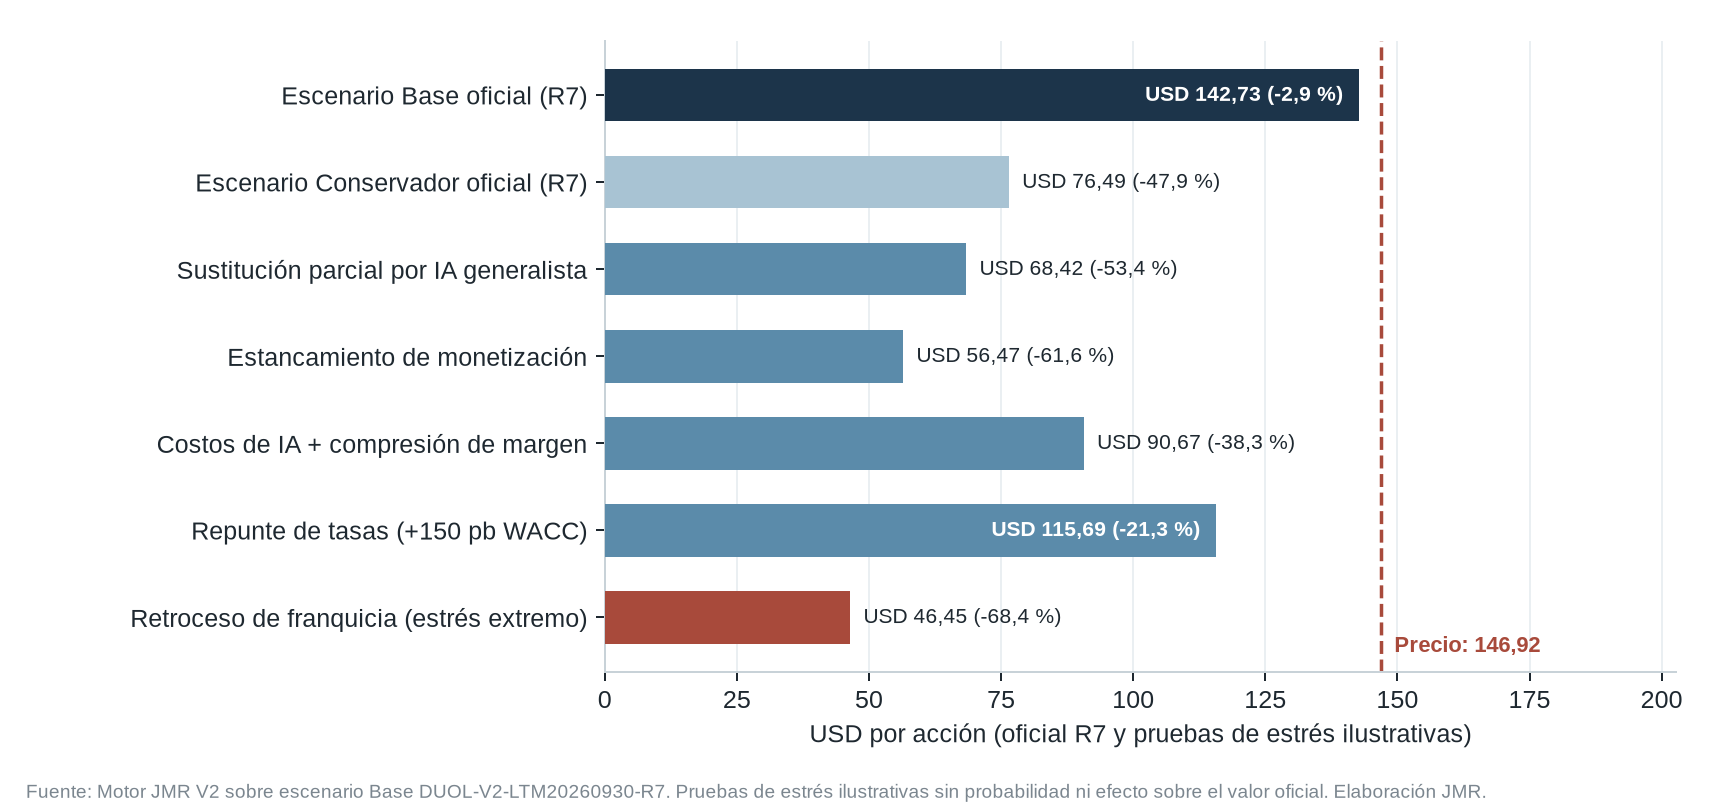 Escenario Base oficial (R7)
USD 142,73 (-2,9 %)
Escenario Conservador oficial (R7)
USD 76,49 (-47,9 %)
Sustitución parcial por IA generalista
USD 68,42 (-53,4 %)
Estancamiento de monetización
USD 56,47 (-61,6 %)
Costos de IA + compresión de margen
USD 90,67 (-38,3 %)
Repunte de tasas (+150 pb WACC)
USD 115,69 (-21,3 %)
Retroceso de franquicia (estrés extremo)
USD 46,45 (-68,4 %)
Precio: 146,92
0 25 50 75 100 125 150 175 200
USD por acción (oficial R7 y pruebas de estrés ilustrativas)
Fuente: Motor JMR V2 sobre escenario Base DUOL-V2-LTM20260930-R7. Pruebas de estrés ilustrativas sin probabilidad ni efecto sobre el valor oficial. Elaboración JMR.